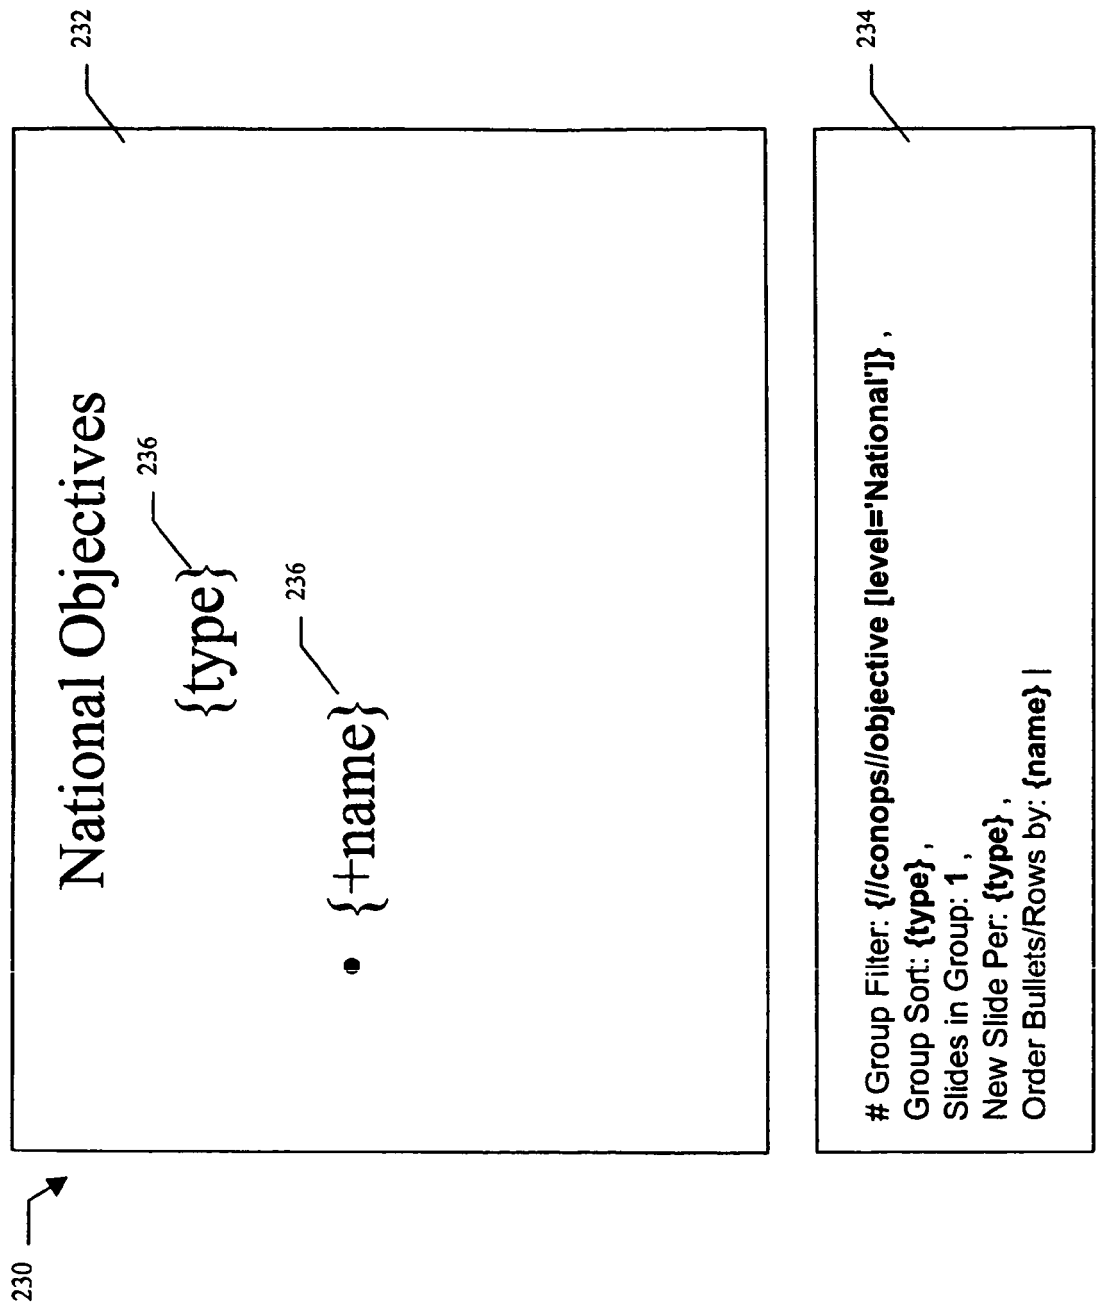 230
232
National Objectives
{type}
236
• {+name}
236
234
# Group Filter: {//conops//objective [level='National']} ,
Group Sort: {type} ,
Slides in Group: 1 ,
New Slide Per: {type} ,
Order Bullets/Rows by: {name} |